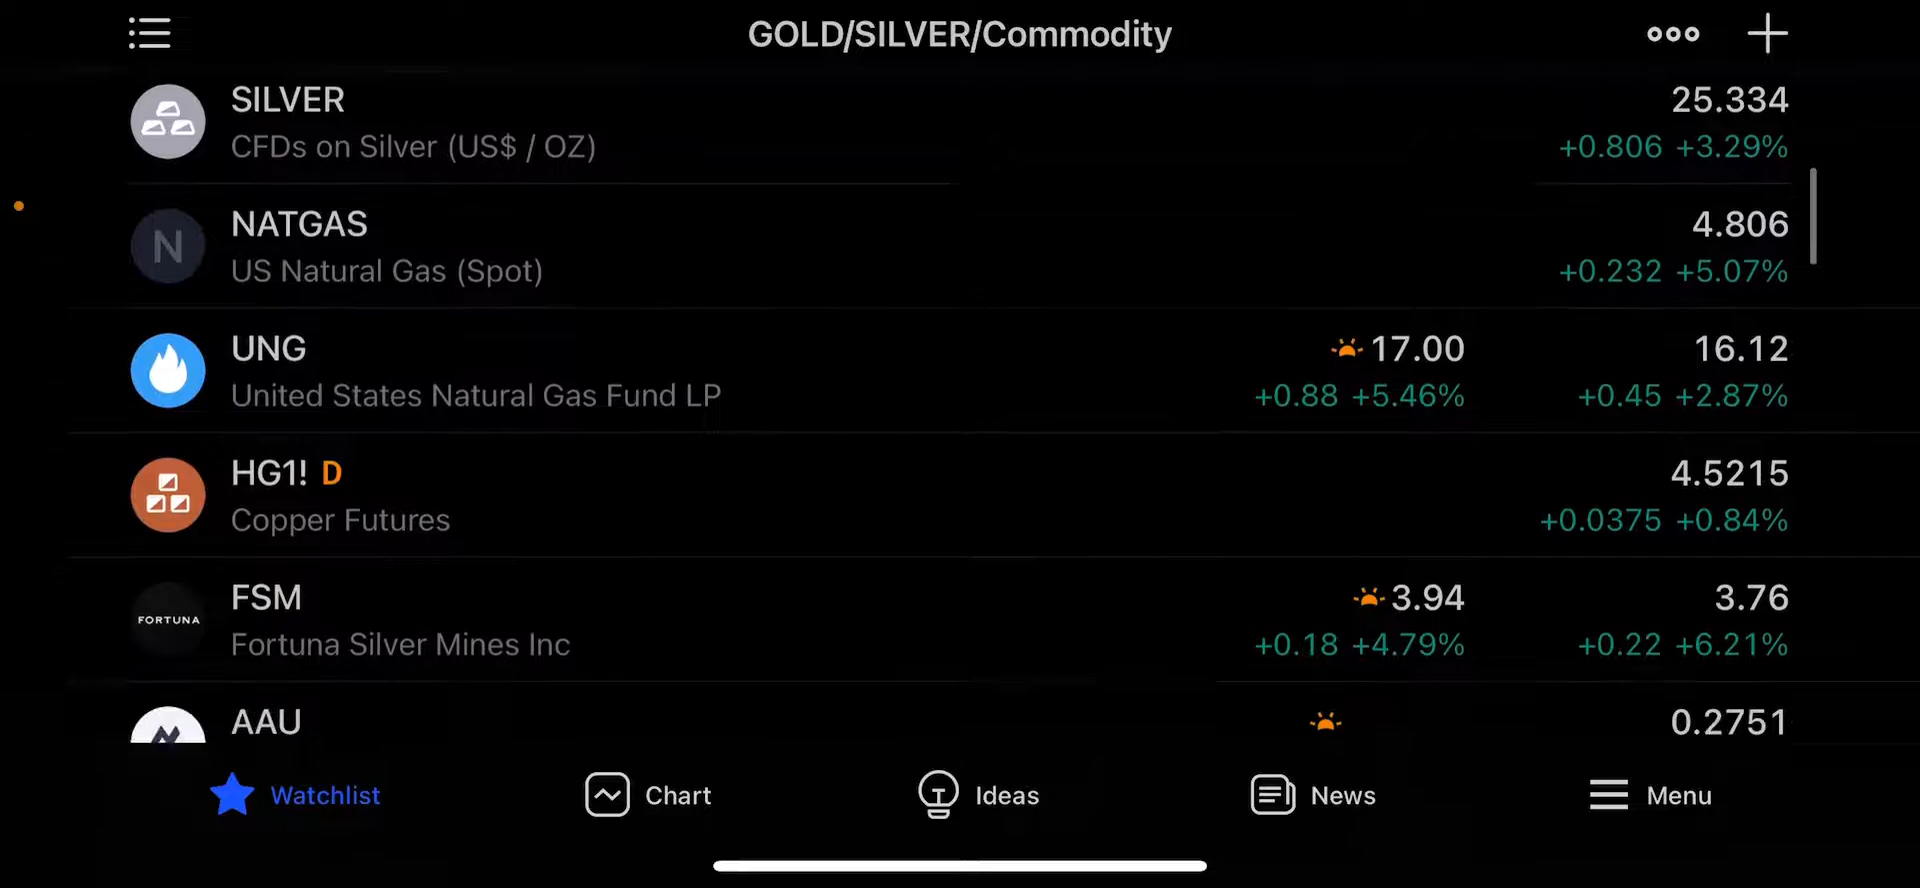 GOLD/SILVER/Commodity
SILVER 25.334
CFDs on Silver (US$ / OZ) +0.806 +3.29%
N
NATGAS 4.806
US Natural Gas (Spot) +0.232 +5.07%
UNG 17.00 16.12
United States Natural Gas Fund LP +0.88 +5.46% +0.45 +2.87%
HG1! D 4.5215
Copper Futures +0.0375 +0.84%
FORTUNA
FSM 3.94 3.76
Fortuna Silver Mines Inc +0.18 +4.79% +0.22 +6.21%
AAU 0.2751
Watchlist Chart Ideas News Menu